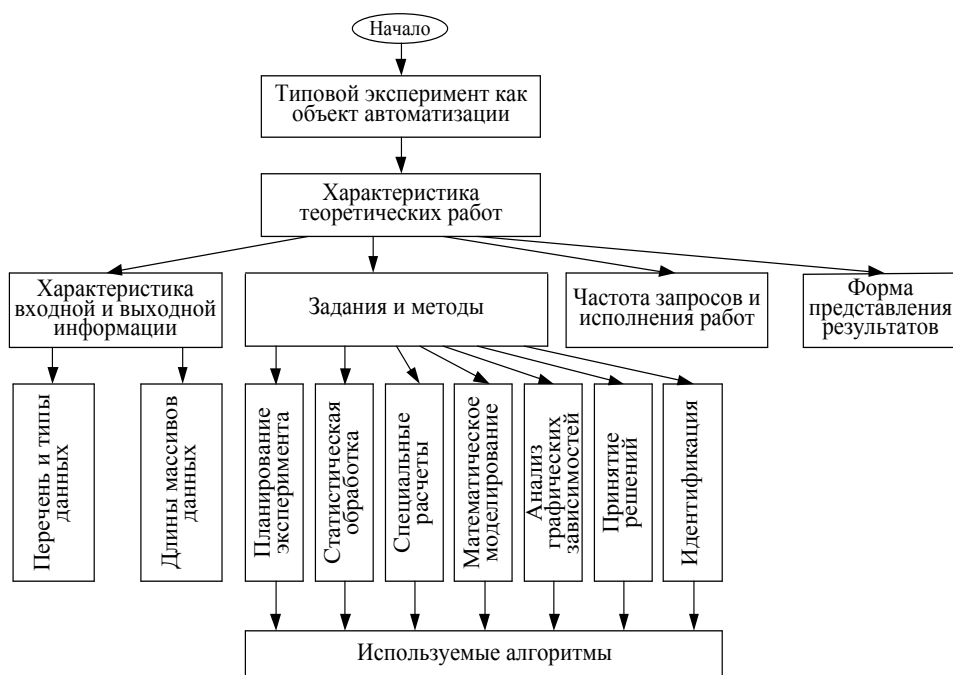 Начало
Типовой эксперимент как
объект автоматизации
Характеристика
теоретических работ
Характеристика
входной и выходной
информации
Задания и методы
Частота запросов и
исполнения работ
Форма
представления
результатов
Перечень и типы
данных
Длины массивов
данных
Планирование
эксперимента
Статистическая
обработка
Специальные
расчеты
Математическое
моделирование
Анализ
графических
зависимостей
Принятие
решений
Идентификация
Используемые алгоритмы